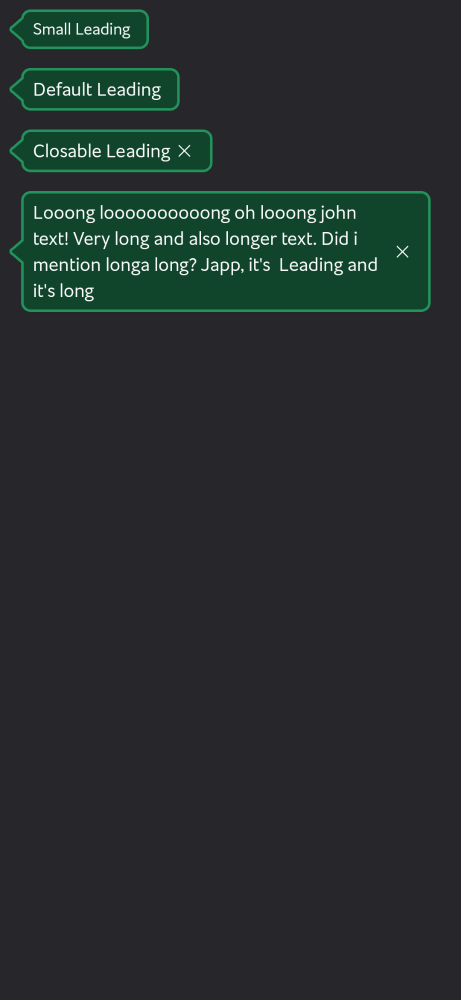 Small Leading
Default Leading
Closable Leading
Looong loooooooooong oh looong john
text! Very long and also longer text. Did i
mention longa long? Japp, it's  Leading and
it's long